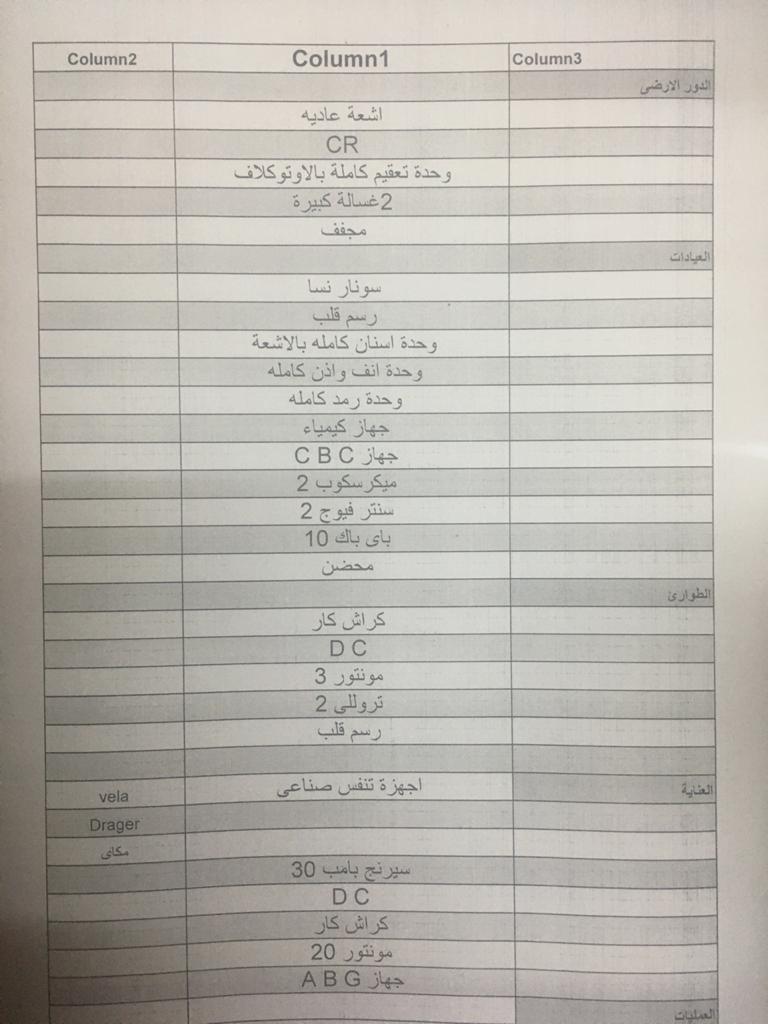 Column3 Column1 Column2
الدور الارضى
اشعة عاديه
CR
وحدة تعقيم كاملة بالاوتوكلاف
2غسالة كبيرة
مجفف
العيادات
سونار نسا
رسم قلب
وحدة اسنان كامله بالاشعة
وحدة انف واذن كامله
وحدة رمد كامله
جهاز كيمياء
جهاز C B C
ميكرسكوب 2
سنتر فيوج 2
باى باك 10
محضن
الطوارئ
كراش كار
D C
مونتور 3
تروللى 2
رسم قلب
العناية اجهزة تنفس صناعى vela
Drager
مكاى
سيرنج بامب 30
D C
كراش كار
مونتور 20
جهاز A B G
العمليات